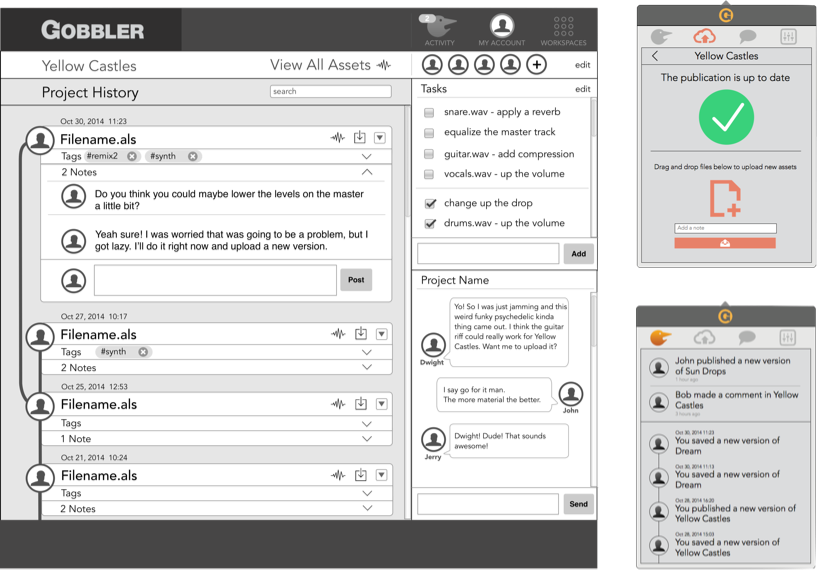 GOBBLER
2
ACTIVITY
MY ACCOUNT
WORKSPACES
Yellow Castles
View All Assets
edit
Project History
search
Oct 30, 2014 11:23
Filename.als
Tags #remix2 #synth
2 Notes
Do you think you could maybe lower the levels on the master
a little bit?
Yeah sure! I was worried that was going to be a problem, but I
got lazy. I'll do it right now and upload a new version.
Post
Oct 27, 2014 10:17
Filename.als
Tags #synth
2 Notes
Oct 25, 2014 12:53
Filename.als
Tags
1 Note
Oct 21, 2014 10:24
Filename.als
Tags
2 Notes
Tasks
edit
snare.wav - apply a reverb
equalize the master track
guitar.wav - add compression
vocals.wav - up the volume
change up the drop
drums.wav - up the volume
Add
Project Name
Yo! So I was just jamming and this
weird funky psychedelic kinda
thing came out. I think the guitar
riff could really work for Yellow
Castles. Want me to upload it?
Dwight
I say go for it man.
The more material the better.
John
Dwight! Dude! That sounds
awesome!
Jerry
Send
Yellow Castles
The publication is up to date
Drag and drop files below to upload new assets
Add a note
John published a new version
of Sun Drops
1 hour ago
Bob made a comment in Yellow
Castles
3 hours ago
Oct 30, 2014 11:23
You saved a new version of
Dream
Oct 30, 2014 11:13
You saved a new version of
Dream
Oct 28, 2014 16:20
You published a new version of
Yellow Castles
Oct 28, 2014 15:03
You saved a new version of
Yellow Castles